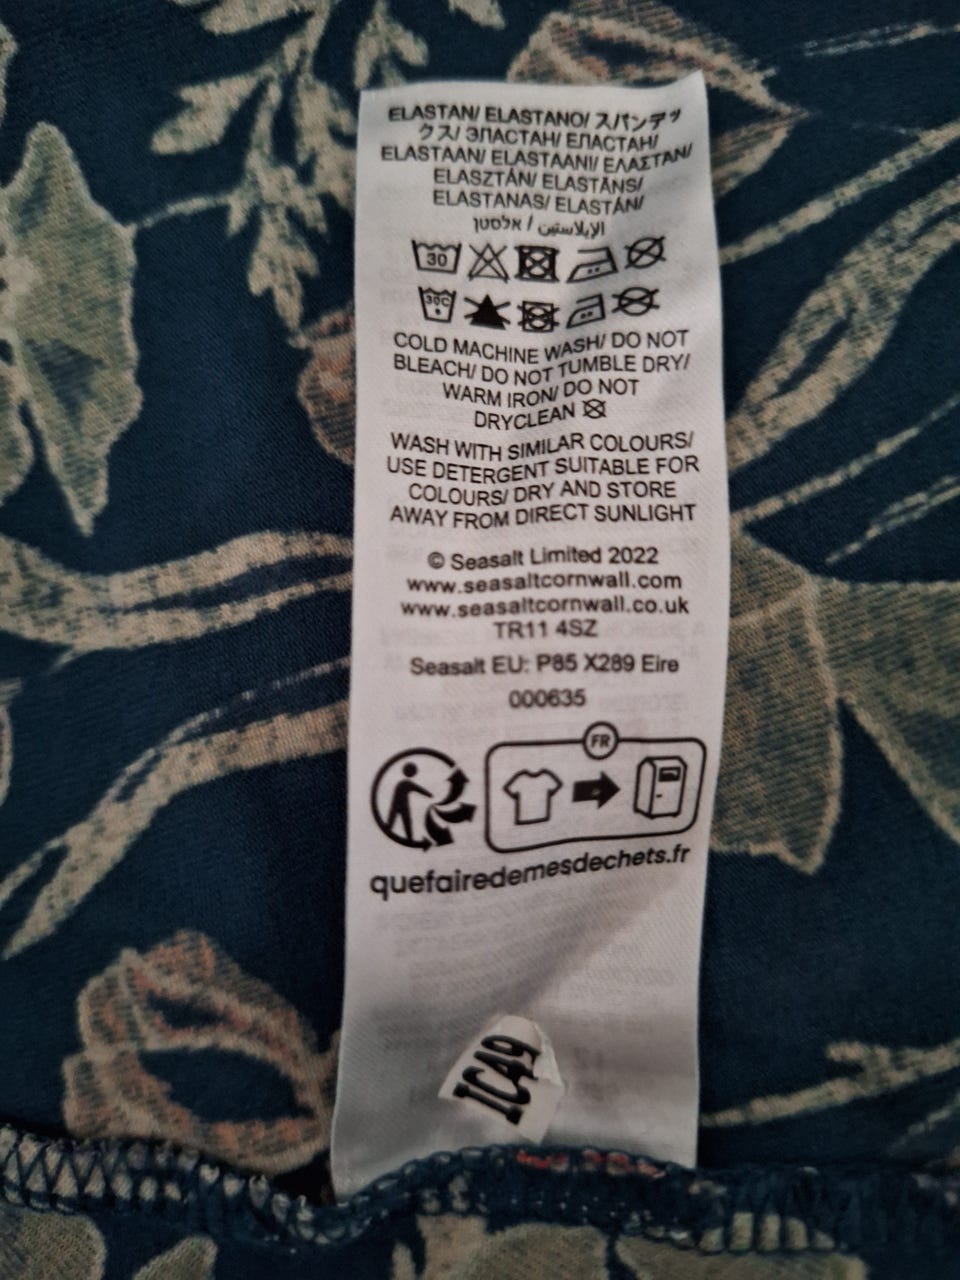 ELASTAN/ ELASTANO/ スパンデッ
クス/ ЭЛАСТАН/ ЕЛАСТАН/
ELASTAAN/ ELASTAANI/ ΕΛΑΣΤΑΝ/
ELASZTÁN/ ELASTĀNS/
ELASTANAS/ ELASTÁN/
الإيلاستين / אלסטן
30
30C
COLD MACHINE WASH/ DO NOT
BLEACH/ DO NOT TUMBLE DRY/
WARM IRON/ DO NOT
DRYCLEAN
WASH WITH SIMILAR COLOURS/
USE DETERGENT SUITABLE FOR
COLOURS/ DRY AND STORE
AWAY FROM DIRECT SUNLIGHT
© Seasalt Limited 2022
www.seasaltcornwall.com
www.seasaltcornwall.co.uk
TR11 4SZ
Seasalt EU: P85 X289 Eire
000635
FR
quefairedemesdechets.fr
IC49